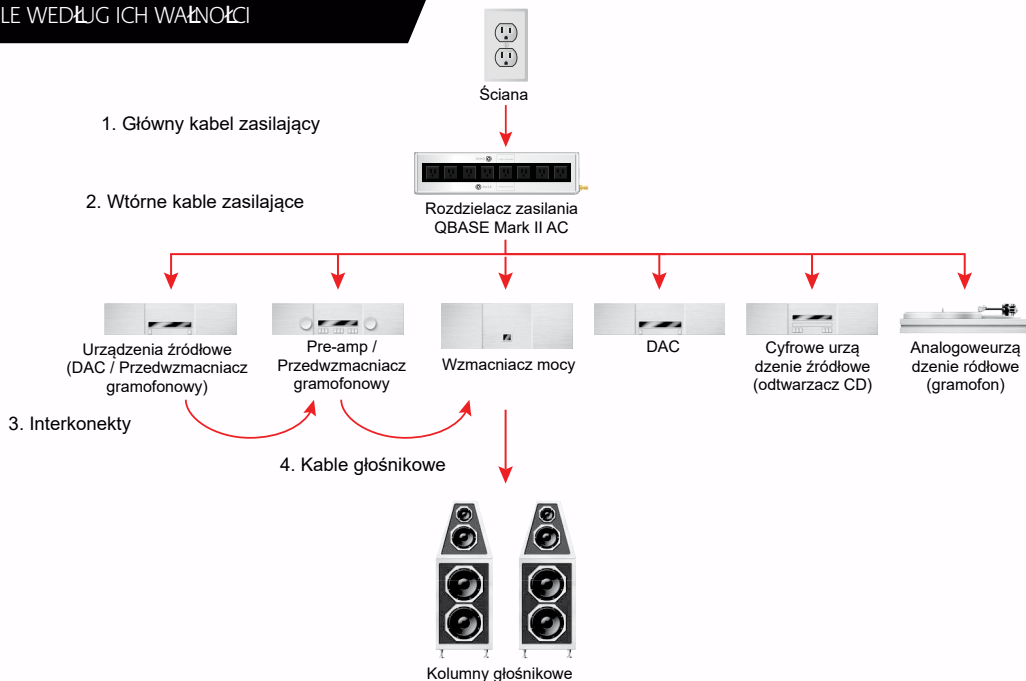 LE WEDŁUG ICH WAŁNOŁCI
Ściana
1. Główny kabel zasilający
2. Wtórne kable zasilające
Rozdzielacz zasilania
QBASE Mark II AC
Urządzenia źródłowe
(DAC / Przedwzmacniacz
gramofonowy)
Pre-amp /
Przedwzmacniacz
gramofonowy
Wzmacniacz mocy
DAC
Cyfrowe urzą
dzenie źródłowe
(odtwarzacz CD)
Analogoweurzą
dzenie ródłowe
(gramofon)
3. Interkonekty
4. Kable głośnikowe
Kolumny głośnikowe